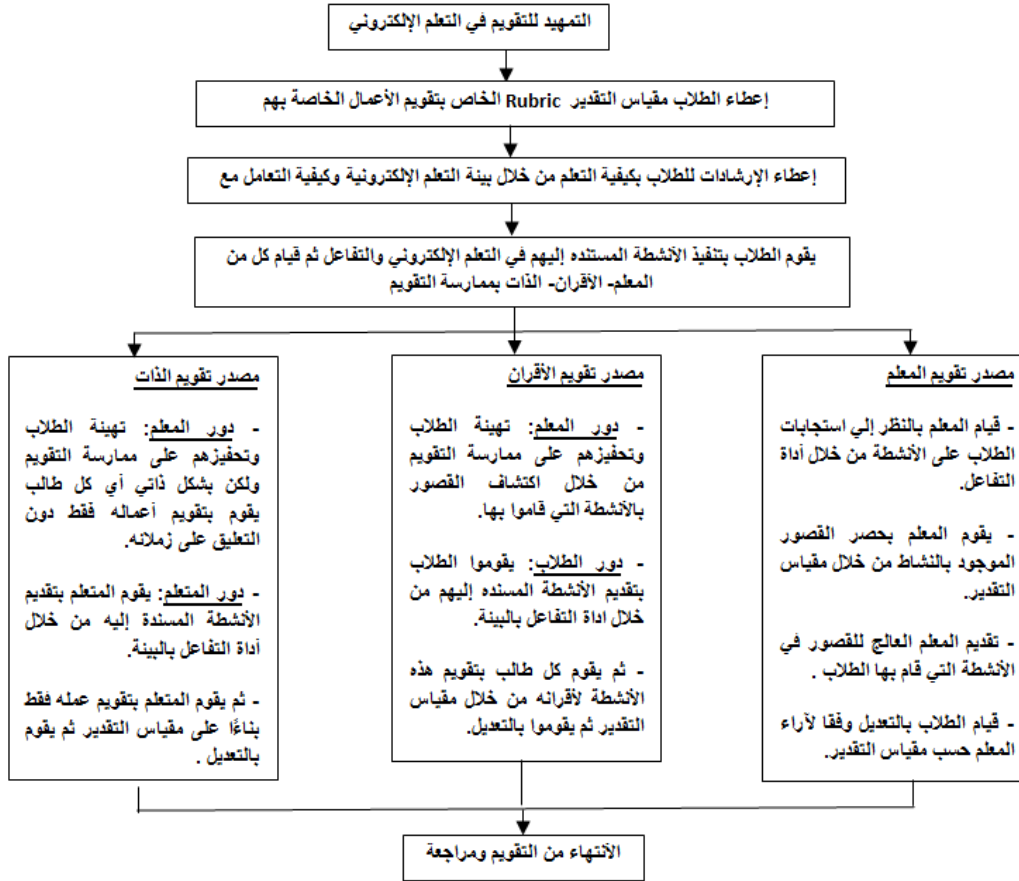 التمهيد للتقويم في التعلم الإلكتروني
إعطاء الطلاب مقياس التقدير Rubric الخاص بتقويم الأعمال الخاصة بهم
إعطاء الإرشادات للطلاب بكيفية التعلم من خلال بيئة التعلم الإلكترونية وكيفية التعامل مع
يقوم الطلاب بتنفيذ الأنشطة المستنده إليهم في التعلم الإلكتروني والتفاعل ثم قيام كل من
المعلم- الأقران- الذات بممارسة التقويم
مصدر تقويم المعلم
- قيام المعلم بالنظر إلي استجابات
الطلاب على الأنشطة من خلال أداة
التفاعل.
- يقوم المعلم بحصر القصور
الموجود بالنشاط من خلال مقياس
التقدير.
- تقديم المعلم العالج للقصور في
الأنشطة التي قام بها الطلاب .
- قيام الطلاب بالتعديل وفقا لآراء
المعلم حسب مقياس التقدير.
مصدر تقويم الأقران
- دور المعلم: تهيئة الطلاب
وتحفيزهم على ممارسة التقويم
من خلال اكتشاف القصور
بالأنشطة التي قاموا بها.
- دور الطلاب: يقوموا الطلاب
بتقديم الأنشطة المسنده إليهم من
خلال اداة التفاعل بالبيئة.
- ثم يقوم كل طالب بتقويم هذه
الأنشطة لأقرانه من خلال مقياس
التقدير ثم يقوموا بالتعديل.
مصدر تقويم الذات
- دور المعلم: تهيئة الطلاب
وتحفيزهم على ممارسة التقويم
ولكن بشكل ذاتي أي كل طالب
يقوم بتقويم أعماله فقط دون
التعليق على زملائه.
- دور المتعلم: يقوم المتعلم بتقديم
الأنشطة المسندة إليه من خلال
أداة التفاعل بالبيئة.
- ثم يقوم المتعلم بتقويم عمله فقط
بناءًا على مقياس التقدير ثم يقوم
بالتعديل .
الأنتهاء من التقويم ومراجعة